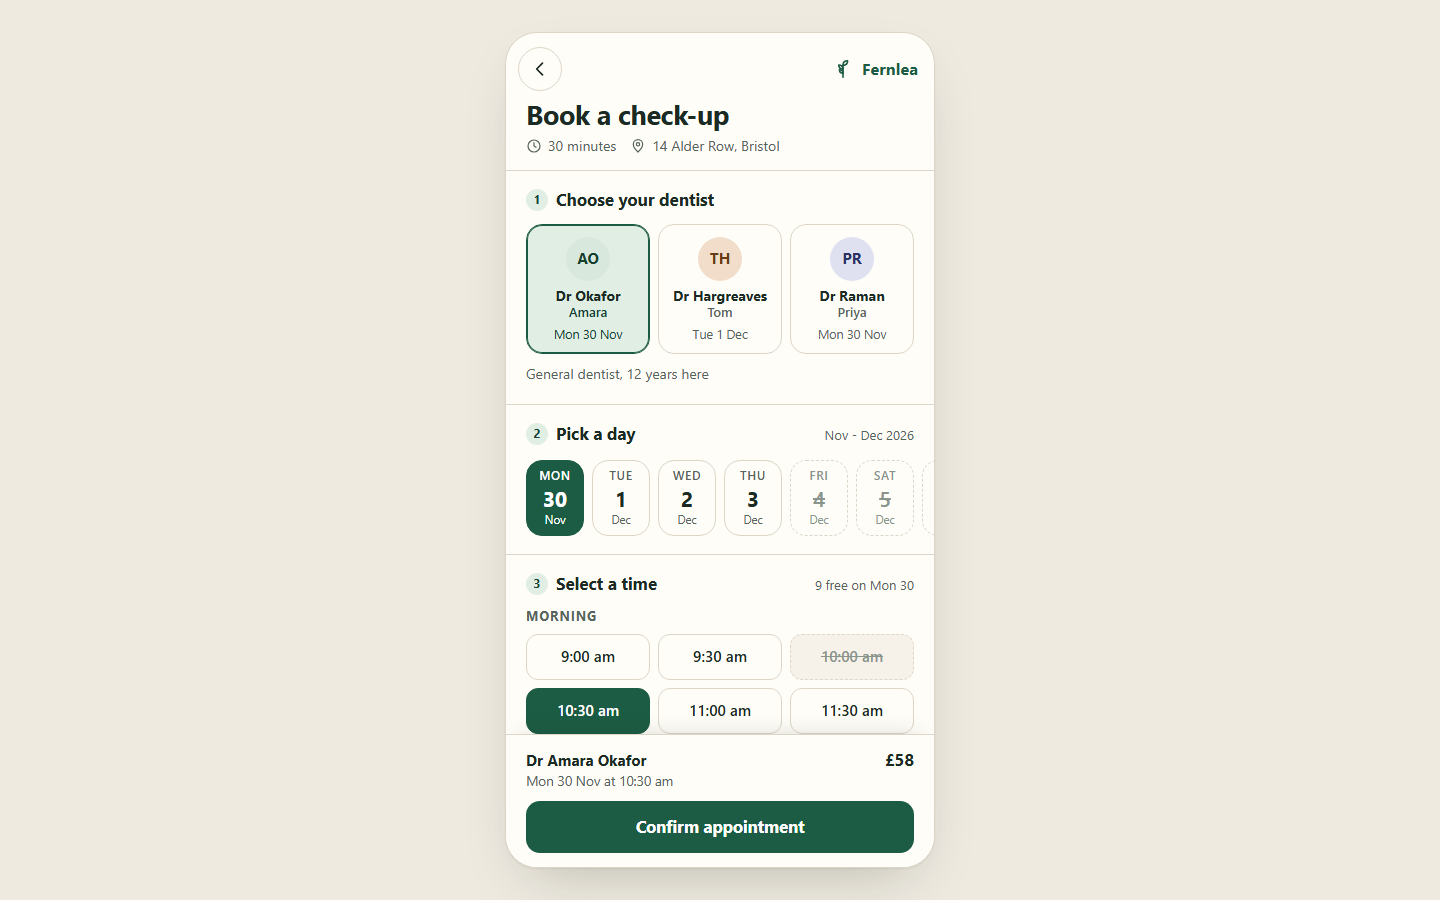 Fernlea
Book a check-up
30 minutes 14 Alder Row, Bristol
1 Choose your dentist
AO TH PR
Dr Okafor Dr Hargreaves Dr Raman
Amara Tom Priya
Mon 30 Nov Tue 1 Dec Mon 30 Nov
General dentist, 12 years here
2 Pick a day Nov - Dec 2026
MON TUE WED THU FRI SAT
30 1 2 3 4 5
Nov Dec Dec Dec Dec Dec
3 Select a time 9 free on Mon 30
MORNING
9:00 am 9:30 am 10:00 am
10:30 am 11:00 am 11:30 am
Dr Amara Okafor £58
Mon 30 Nov at 10:30 am
Confirm appointment